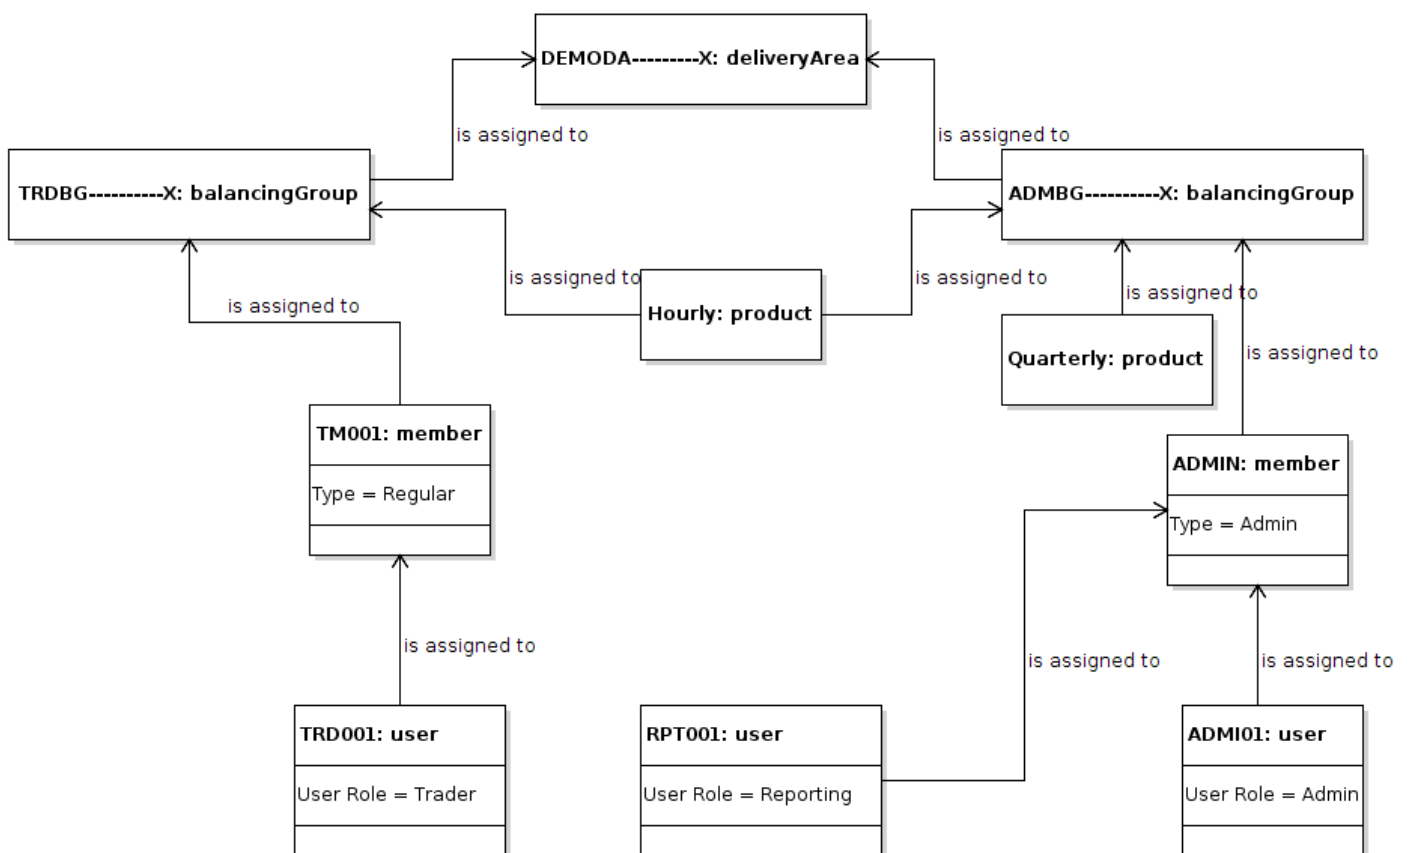 DEMODA---------X: deliveryArea
is assigned to
is assigned to
TRDBG----------X: balancingGroup
ADMBG----------X: balancingGroup
is assigned to
is assigned to
is assigned to
is assigned to
Hourly: product
Quarterly: product
is assigned to
TM001: member
Type = Regular
ADMIN: member
Type = Admin
is assigned to
is assigned to
is assigned to
TRD001: user
User Role = Trader
RPT001: user
User Role = Reporting
ADMI01: user
User Role = Admin